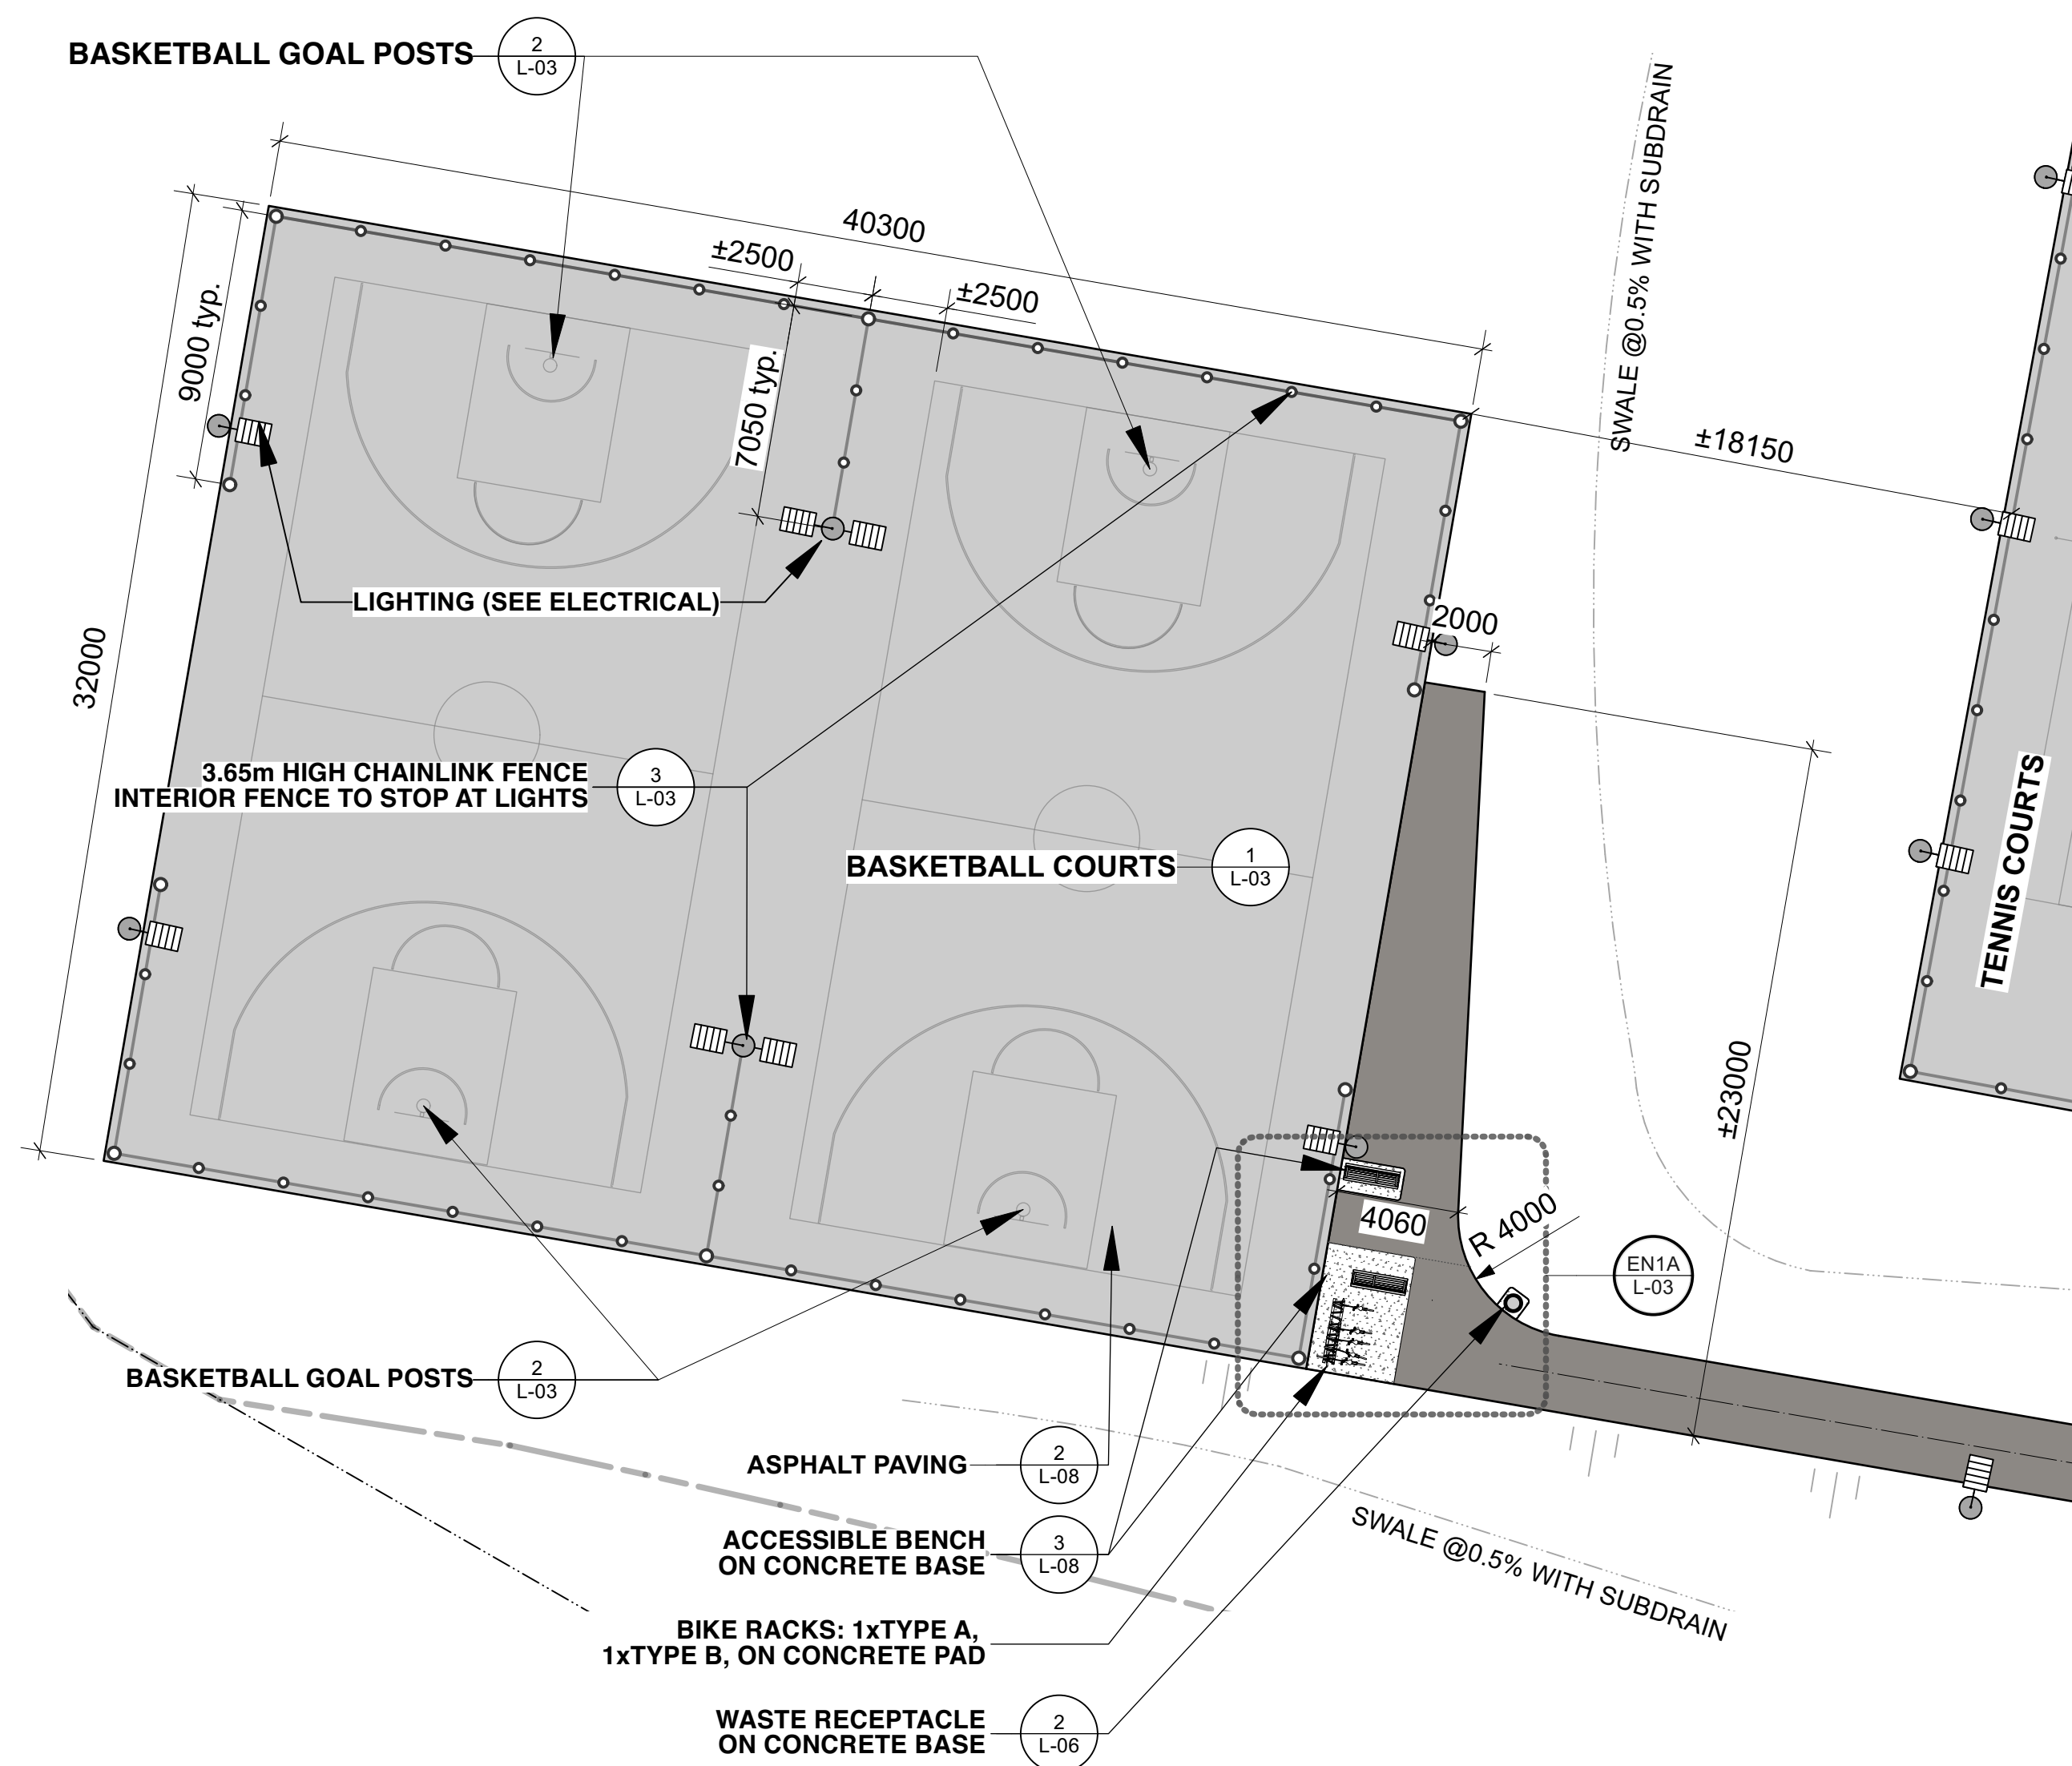 BASKETBALL GOAL POSTS
2
L-03
SWALE @0.5% WITH SUBDRAIN
40300
±2500
±2500
9000 typ.
7050 typ.
±18150
LIGHTING (SEE ELECTRICAL)
2000
32000
3.65m HIGH CHAINLINK FENCE
INTERIOR FENCE TO STOP AT LIGHTS
3
L-03
BASKETBALL COURTS
1
L-03
TENNIS COURTS
±23000
4060
R 4000
EN1A
L-03
BASKETBALL GOAL POSTS
2
L-03
ASPHALT PAVING
2
L-08
ACCESSIBLE BENCH
ON CONCRETE BASE
3
L-08
SWALE @0.5% WITH SUBDRAIN
BIKE RACKS: 1xTYPE A,
1xTYPE B, ON CONCRETE PAD
WASTE RECEPTACLE
ON CONCRETE BASE
2
L-06